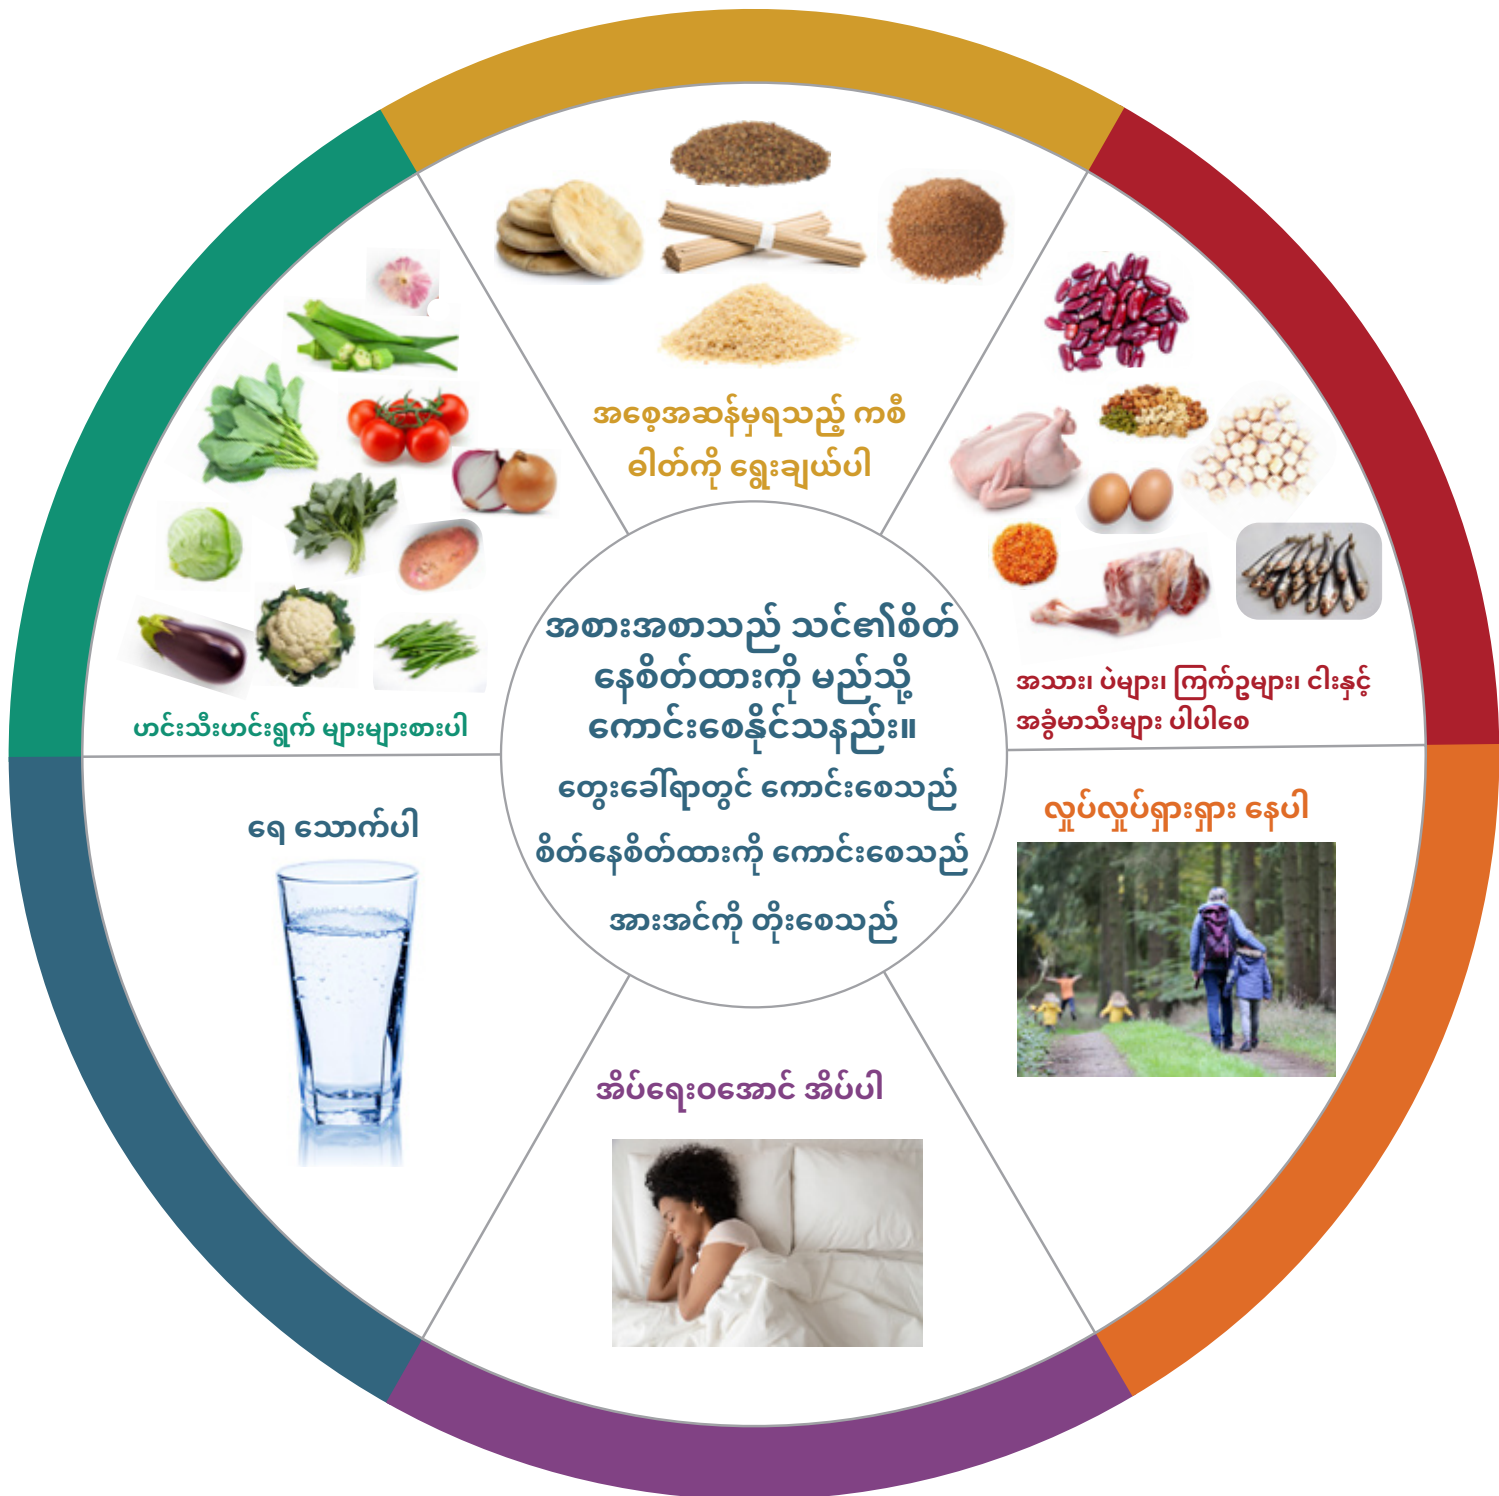 အစေ့အဆန်မှရသည့် ကစီ
ဓါတ်ကို ရွေးချယ်ပါ
အသား၊ ပဲများ၊ ကြက်ဥများ၊ ငါးနှင့်
အခွံမာသီးများ ပါပါစေ
ဟင်းသီးဟင်းရွက် များများစားပါ
အစားအစာသည် သင်၏စိတ်
နေစိတ်ထားကို မည်သို့
ကောင်းစေနိုင်သနည်း။
တွေးခေါ်ရာတွင် ကောင်းစေသည်
စိတ်နေစိတ်ထားကို ကောင်းစေသည်
အားအင်ကို တိုးစေသည်
ရေ သောက်ပါ
လှုပ်လှုပ်ရှားရှား နေပါ
အိပ်ရေးဝအောင် အိပ်ပါ